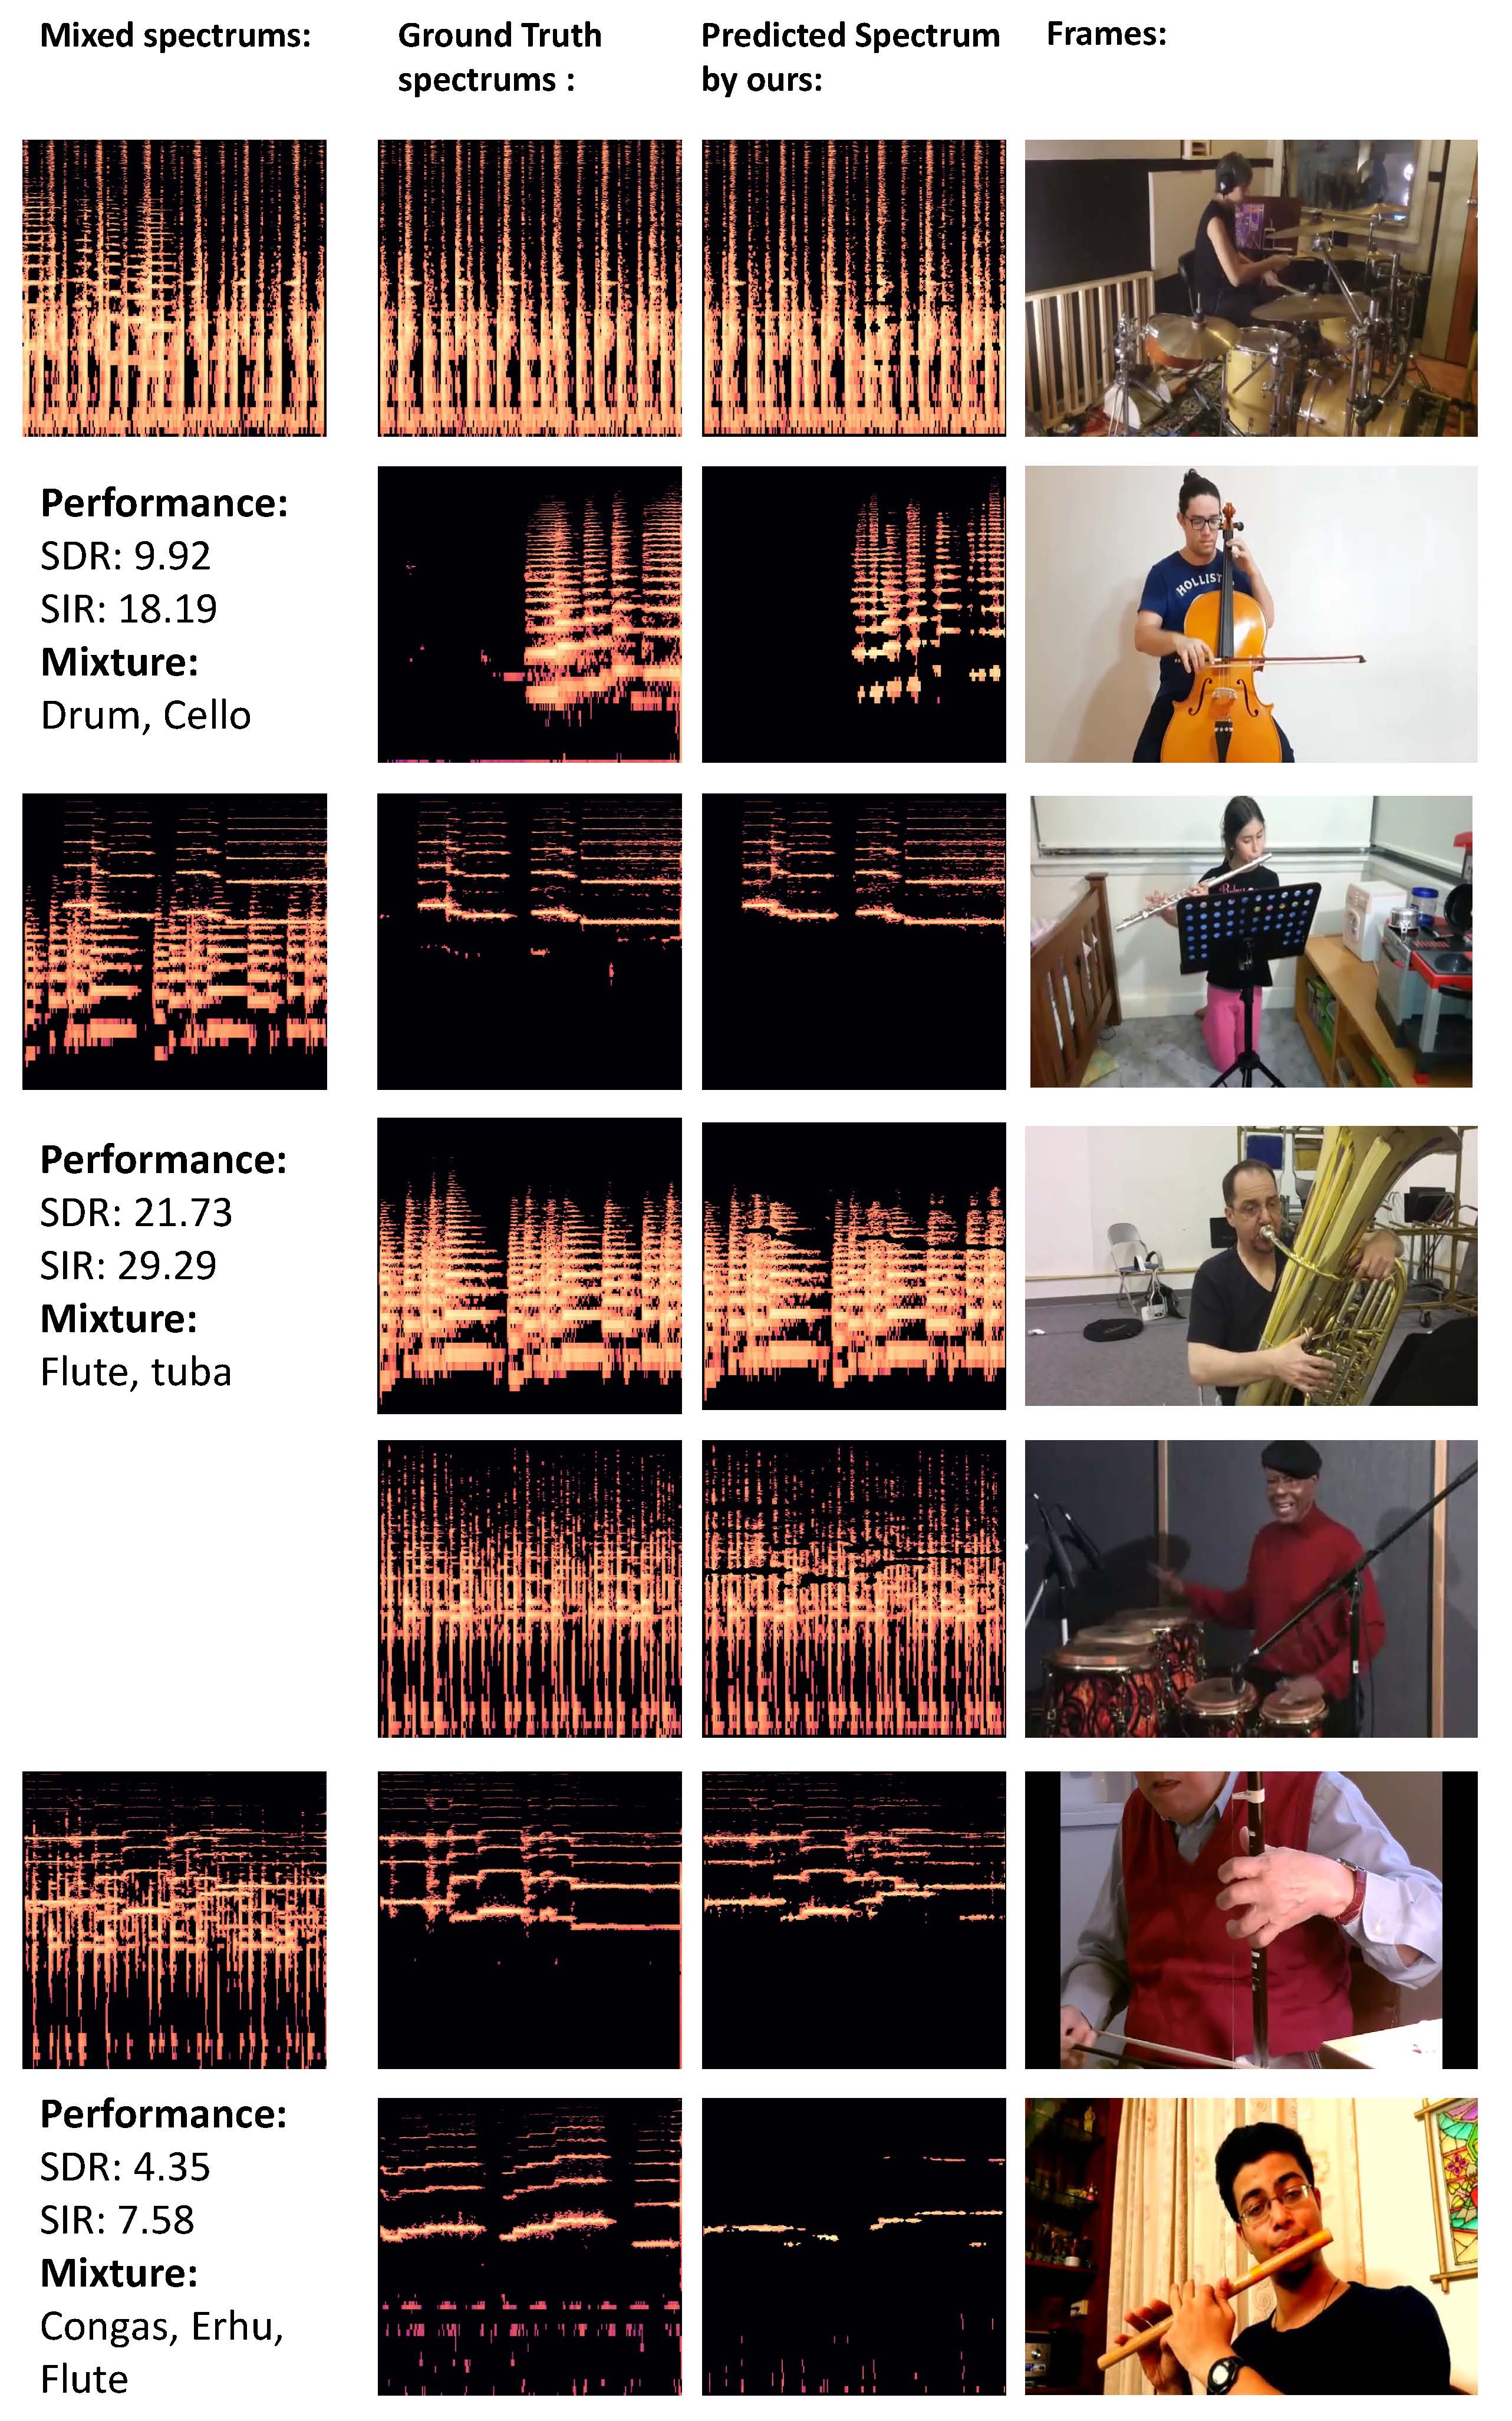 Mixed spectrums:
Ground Truth
spectrums :
Predicted Spectrum
by ours:
Frames:
Performance:
SDR: 9.92
SIR: 18.19
Mixture:
Drum, Cello
HOLLIST
Performance:
SDR: 21.73
SIR: 29.29
Mixture:
Flute, tuba
Performance:
SDR: 4.35
SIR: 7.58
Mixture:
Congas, Erhu,
Flute